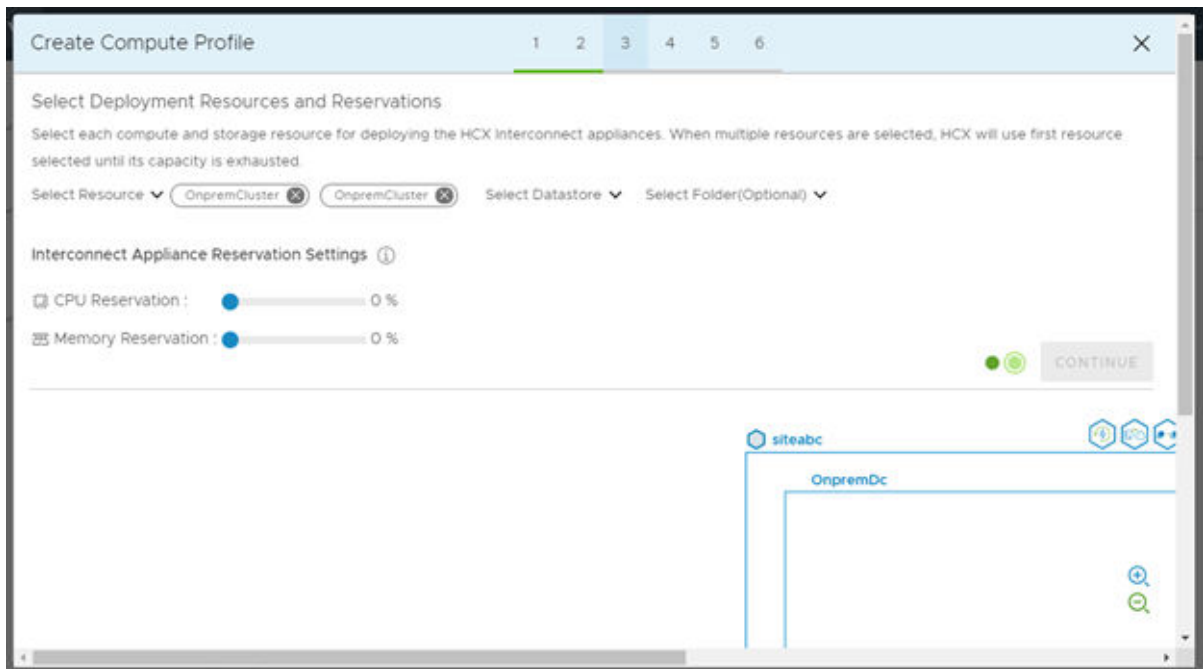 Create Compute Profile
1 2 3 4 5 6
Select Deployment Resources and Reservations
Select each compute and storage resource for deploying the HCX Interconnect appliances. When multiple resources are selected, HCX will use first resource
selected until its capacity is exhausted.
Select Resource OnpremCluster OnpremCluster Select Datastore Select Folder(Optional)
Interconnect Appliance Reservation Settings
CPU Reservation : 0 %
Memory Reservation : 0 %
CONTINUE
siteabc
OnpremDc